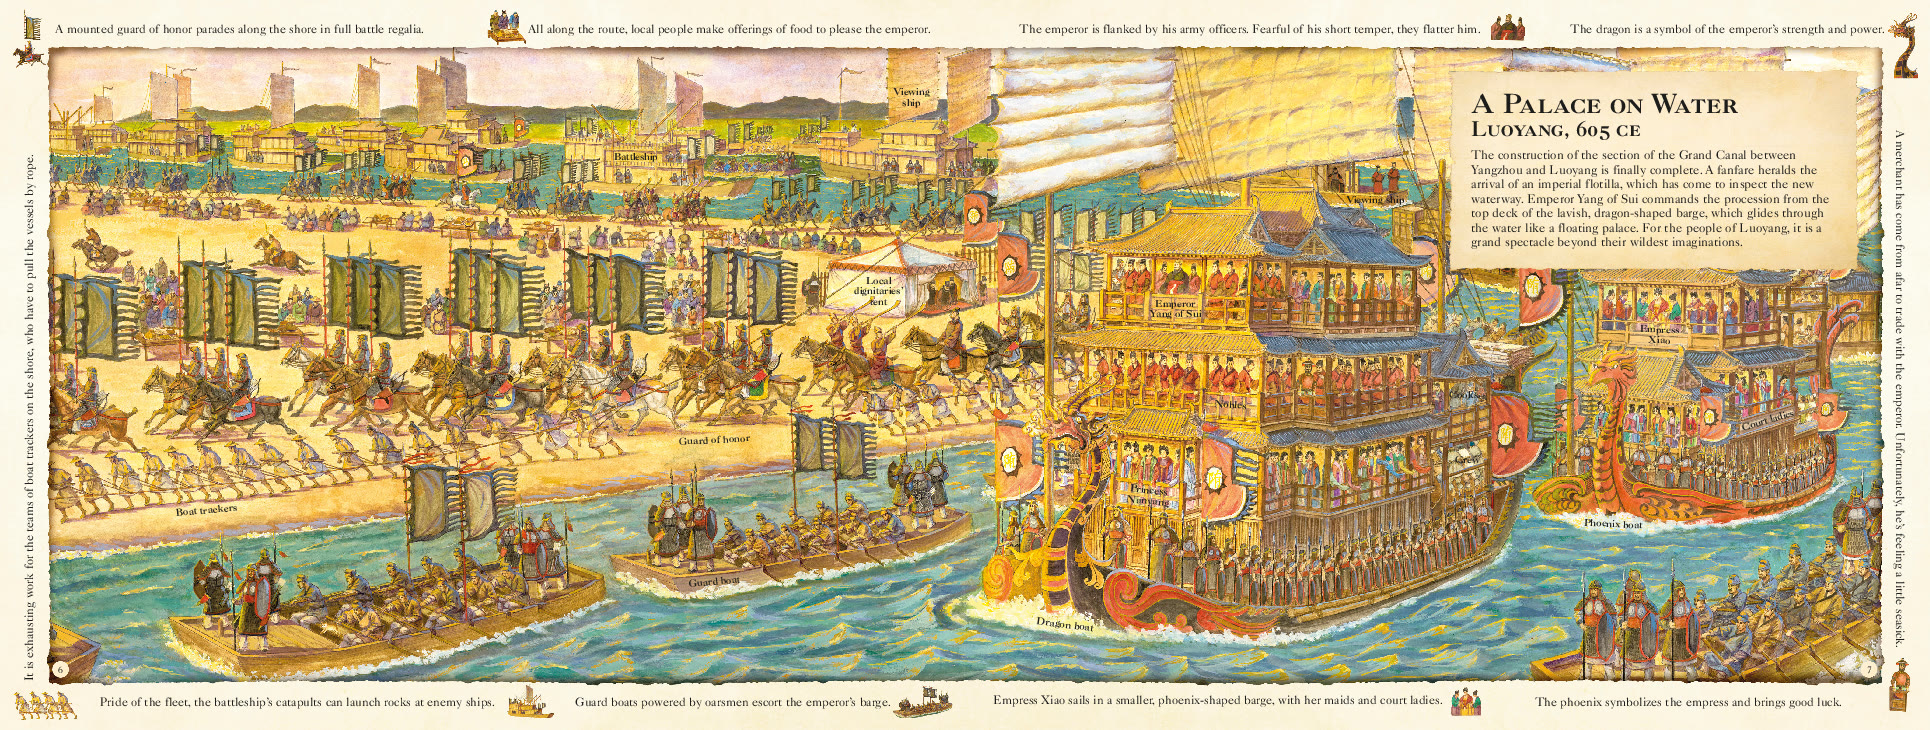 A mounted guard of honor parades along the shore in full battle regalia.
All along the route, local people make offerings of food to please the emperor.
The emperor is flanked by his army officers. Fearful of his short temper, they flatter him.
The dragon is a symbol of the emperor's strength and power.
It is exhausting work for the teams of boat trackers on the shore, who have to pull the vessels by rope.
Viewing
ship
Battleship
Viewing ship
A Palace on Water
Luoyang, 605 CE
The construction of the section of the Grand Canal between
Yangzhou and Luoyang is finally complete. A fanfare heralds the
arrival of an imperial flotilla, which has come to inspect the new
waterway. Emperor Yang of Sui commands the procession from the
top deck of the lavish, dragon-shaped barge, which glides through
the water like a floating palace. For the people of Luoyang, it is a
grand spectacle beyond their wildest imaginations.
Local
dignitaries'
tent
Emperor
Yang of Sui
Empress
Xiao
Nobles
Cooks
Court ladies
Guard of honor
Crew
Princess
Nanyang
Boat trackers
Phoenix boat
Guard boat
Dragon boat
A merchant has come from afar to trade with the emperor. Unfortunately, he's feeling a little seasick.
6
7
Pride of the fleet, the battleship's catapults can launch rocks at enemy ships.
Guard boats powered by oarsmen escort the emperor's barge.
Empress Xiao sails in a smaller, phoenix-shaped barge, with her maids and court ladies.
The phoenix symbolizes the empress and brings good luck.